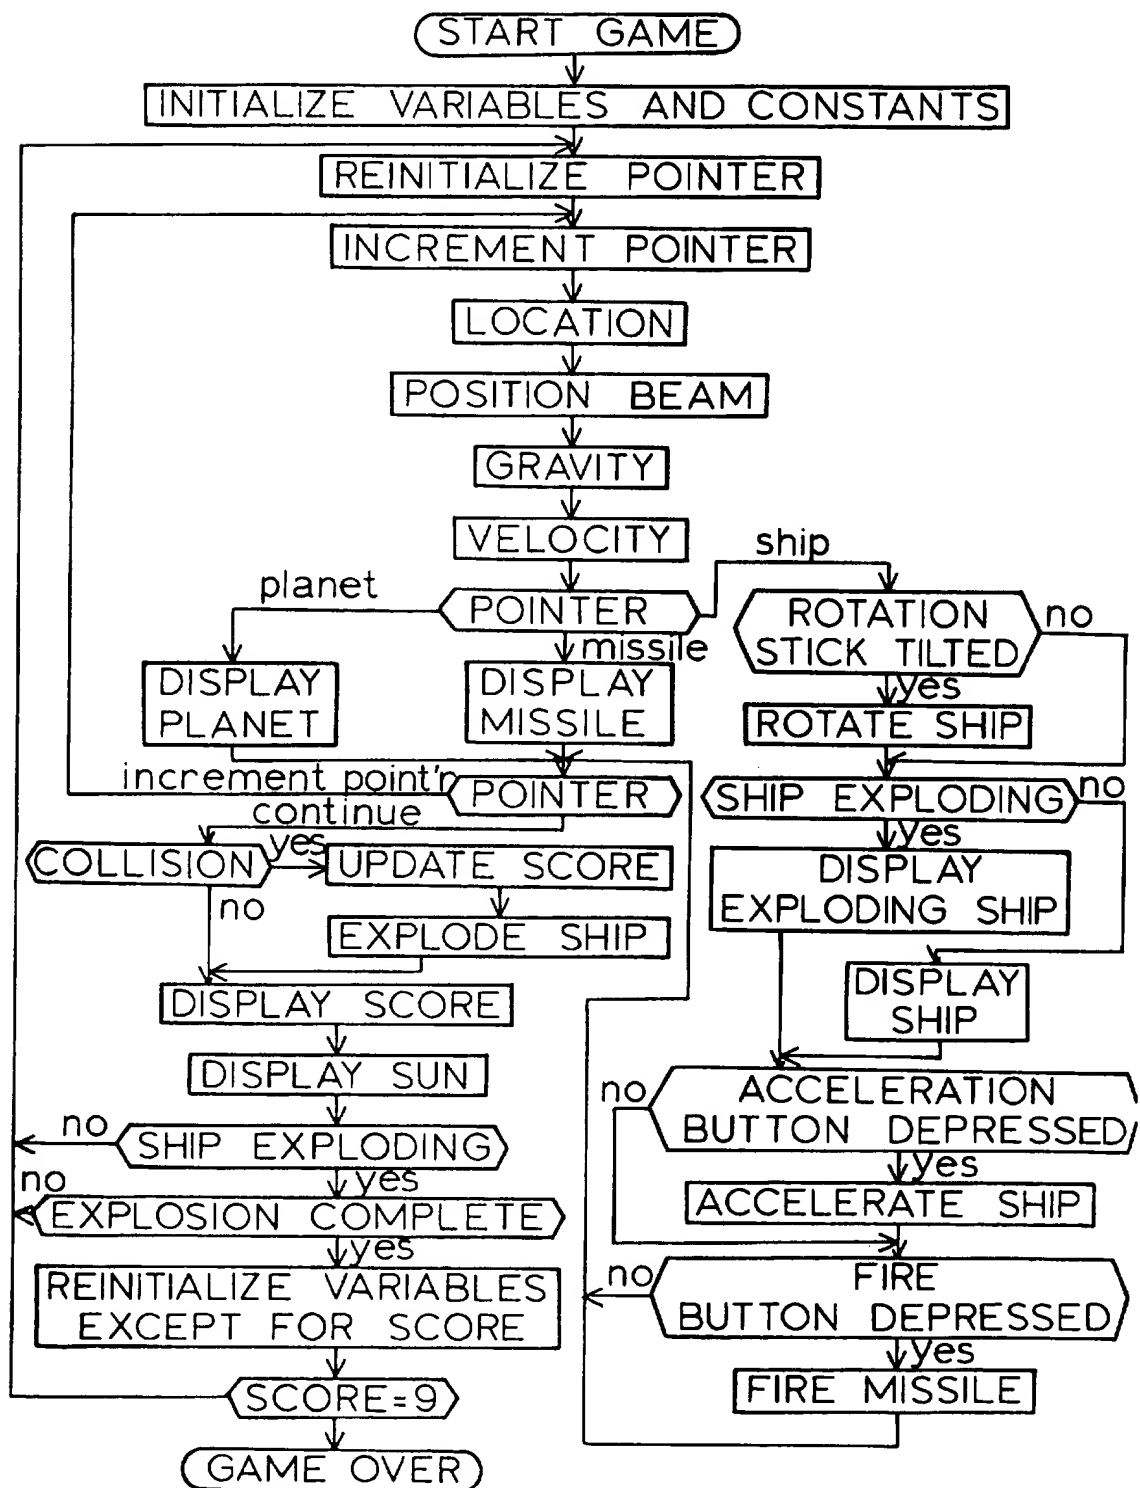 START GAME
INITIALIZE VARIABLES AND CONSTANTS
REINITIALIZE POINTER
INCREMENT POINTER
LOCATION
POSITION BEAM
GRAVITY
VELOCITY
POINTER
planet
missile
ship
DISPLAY
PLANET
DISPLAY
MISSILE
ROTATION
STICK TILTED
no
yes
ROTATE SHIP
POINTER
increment point'r
continue
SHIP EXPLODING
no
yes
DISPLAY
EXPLODING SHIP
DISPLAY
SHIP
COLLISION
yes
no
UPDATE SCORE
EXPLODE SHIP
DISPLAY SCORE
DISPLAY SUN
SHIP EXPLODING
no
yes
EXPLOSION COMPLETE
no
yes
REINITIALIZE VARIABLES
EXCEPT FOR SCORE
SCORE=9
GAME OVER
ACCELERATION
BUTTON DEPRESSED
no
yes
ACCELERATE SHIP
FIRE
BUTTON DEPRESSED
no
yes
FIRE MISSILE